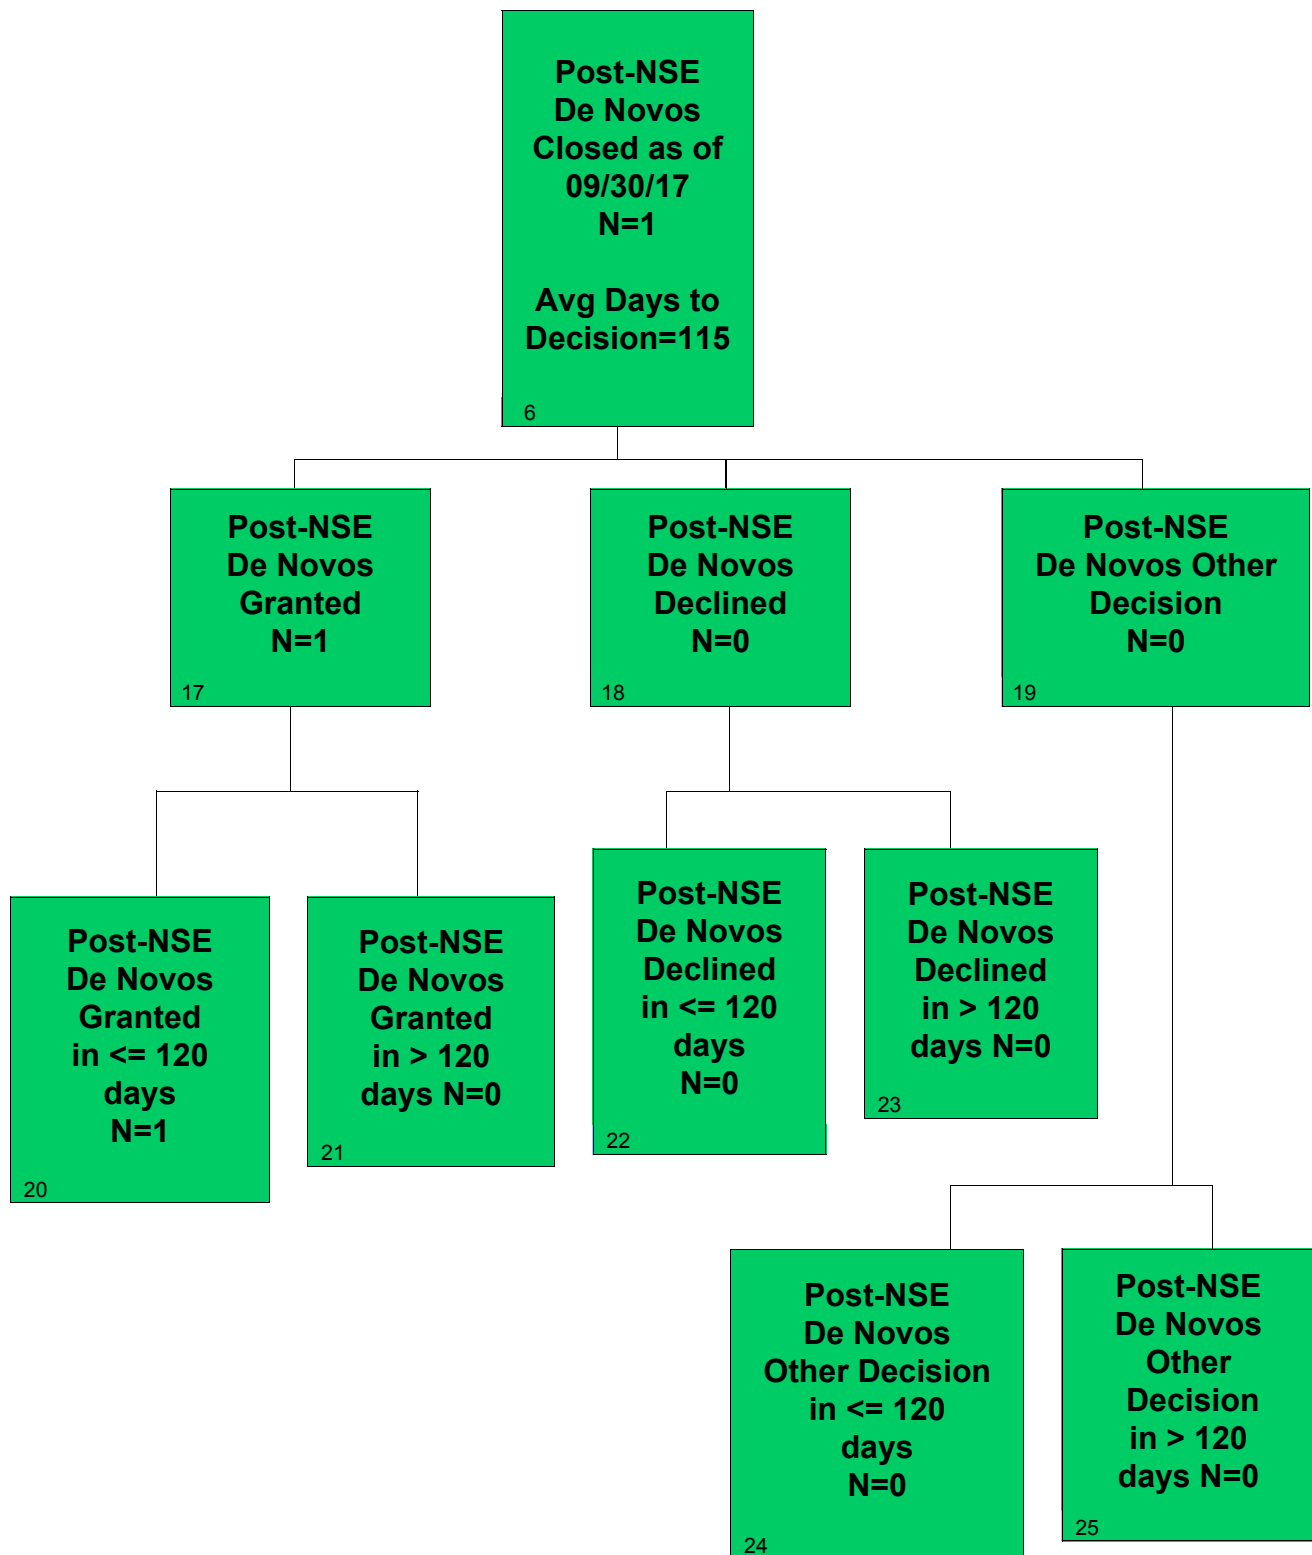 Post-NSE
De Novos
Closed as of
09/30/17
N=1
Avg Days to
Decision=115
6
Post-NSE
De Novos
Granted
N=1
17
Post-NSE
De Novos
Declined
N=0
18
Post-NSE
De Novos Other
Decision
N=0
19
Post-NSE
De Novos
Granted
in <= 120
days
N=1
20
Post-NSE
De Novos
Granted
in > 120
days N=0
21
Post-NSE
De Novos
Declined
in <= 120
days
N=0
22
Post-NSE
De Novos
Declined
in > 120
days N=0
23
Post-NSE
De Novos
Other Decision
in <= 120
days
N=0
24
Post-NSE
De Novos
Other
Decision
in > 120
days N=0
25